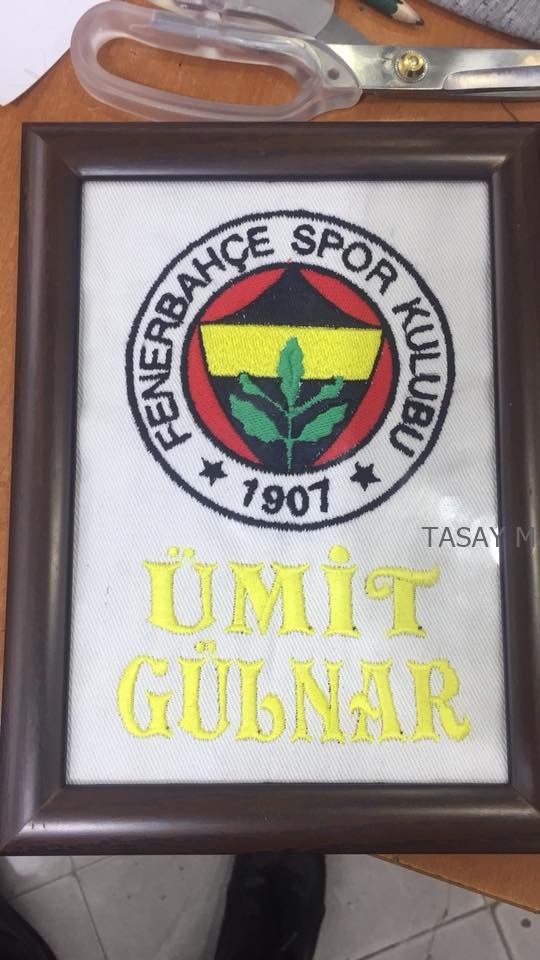 FENERBAHÇE SPOR KULUBU
1907
TASAY M
ÜMİT
GÜLNAR